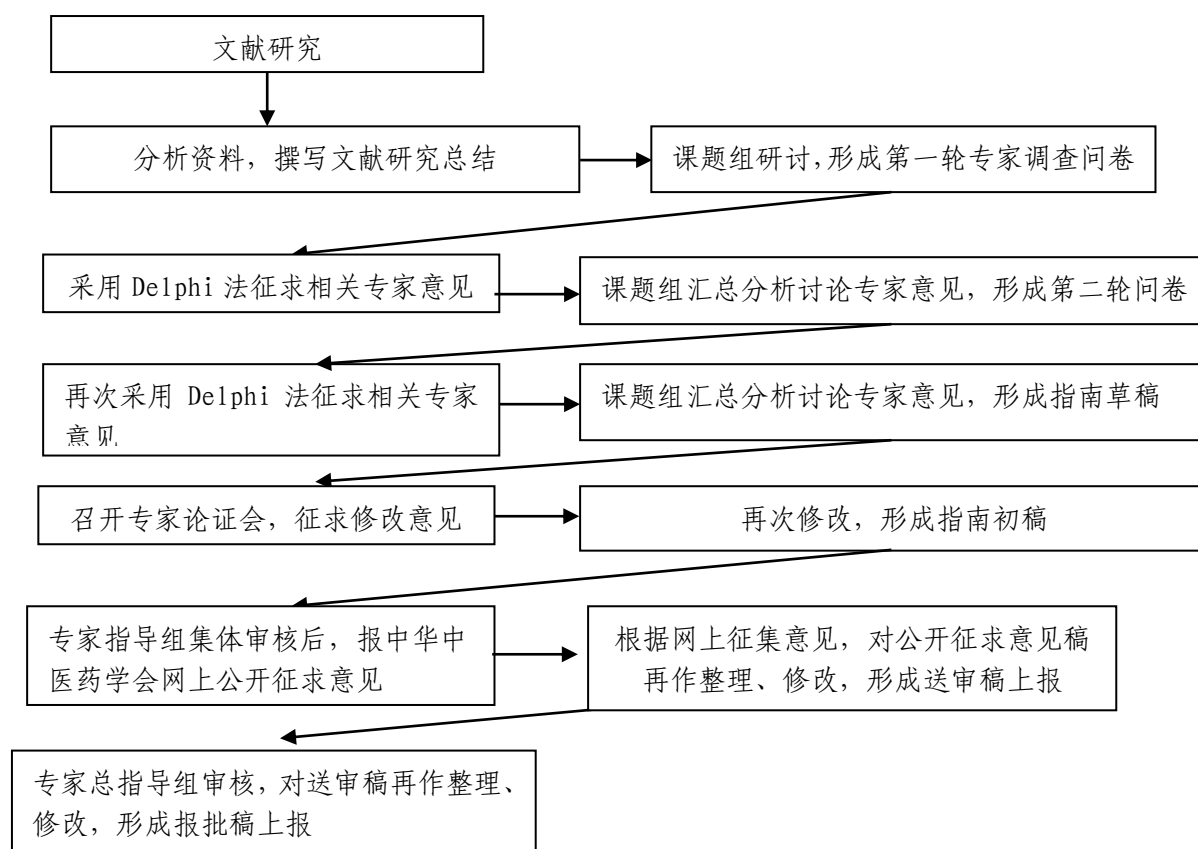 文献研究
分析资料，撰写文献研究总结
课题组研讨,形成第一轮专家调查问卷
采用 Delphi 法征求相关专家意见
课题组汇总分析讨论专家意见，形成第二轮问卷
再次采用 Delphi 法征求相关专家
意见
课题组汇总分析讨论专家意见，形成指南草稿
召开专家论证会，征求修改意见
再次修改，形成指南初稿
专家指导组集体审核后，报中华中
医药学会网上公开征求意见
根据网上征集意见，对公开征求意见稿
再作整理、修改，形成送审稿上报
专家总指导组审核,对送审稿再作整理、
修改，形成报批稿上报